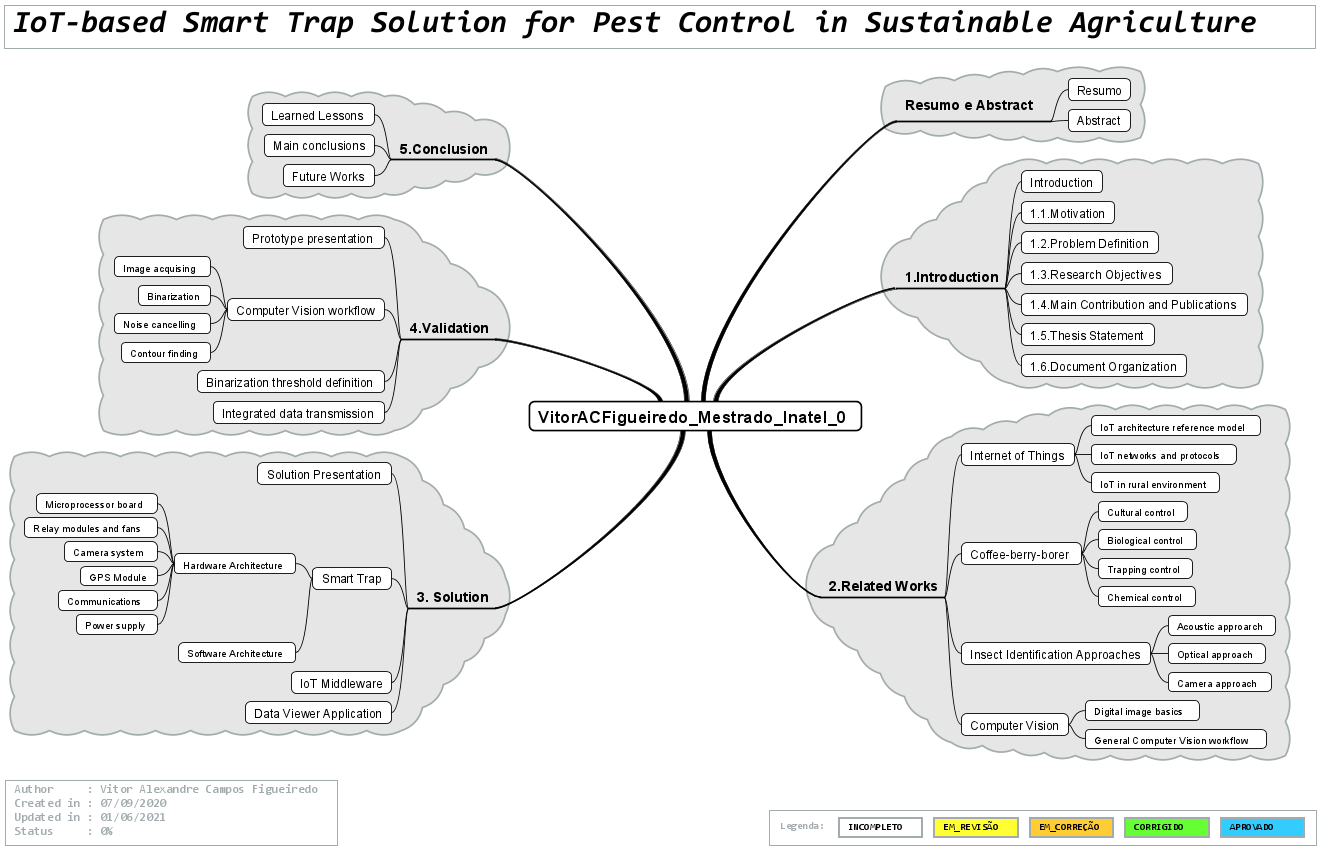 IoT-based Smart Trap Solution for Pest Control in Sustainable Agriculture
VitorACFigueiredo_Mestrado_Inatel_0
Resumo e Abstract
Resumo
Abstract
1.Introduction
Introduction
1.1.Motivation
1.2.Problem Definition
1.3.Research Objectives
1.4.Main Contribution and Publications
1.5.Thesis Statement
1.6.Document Organization
2.Related Works
Internet of Things
IoT architecture reference model
IoT networks and protocols
IoT in rural environment
Coffee-berry-borer
Cultural control
Biological control
Trapping control
Chemical control
Insect Identification Approaches
Acoustic approarch
Optical approach
Camera approach
Computer Vision
Digital image basics
General Computer Vision workflow
3. Solution
Solution Presentation
Smart Trap
Hardware Architecture
Microprocessor board
Relay modules and fans
Camera system
GPS Module
Communications
Power supply
Software Architecture
IoT Middleware
Data Viewer Application
4.Validation
Prototype presentation
Computer Vision workflow
Image acquising
Binarization
Noise cancelling
Contour finding
Binarization threshold definition
Integrated data transmission
5.Conclusion
Learned Lessons
Main conclusions
Future Works
Author : Vitor Alexandre Campos Figueiredo
Created in : 07/09/2020
Updated in : 01/06/2021
Status : 0%
Legenda: INCOMPLETO EM_REVISÃO EM_CORREÇÃO CORRIGIDO APROVADO